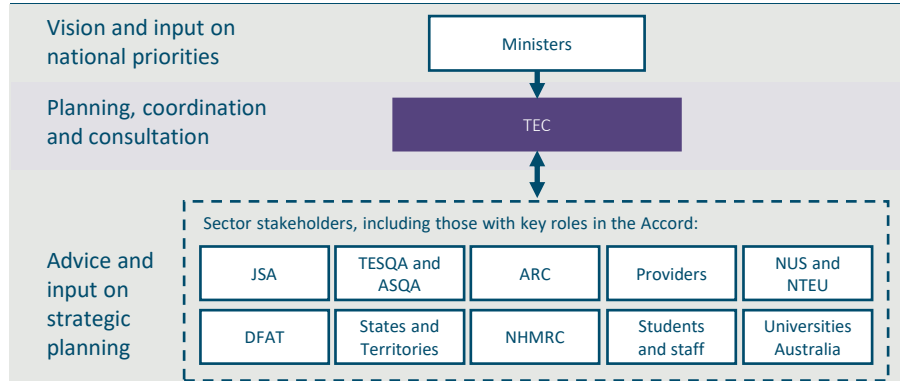 Vision and input on
national priorities
Ministers
Planning, coordination
and consultation
TEC
Advice and
input on
strategic
planning
Sector stakeholders, including those with key roles in the Accord:
JSA
TESQA and
ASQA
ARC
Providers
NUS and
NTEU
DFAT
States and
Territories
NHMRC
Students
and staff
Universities
Australia